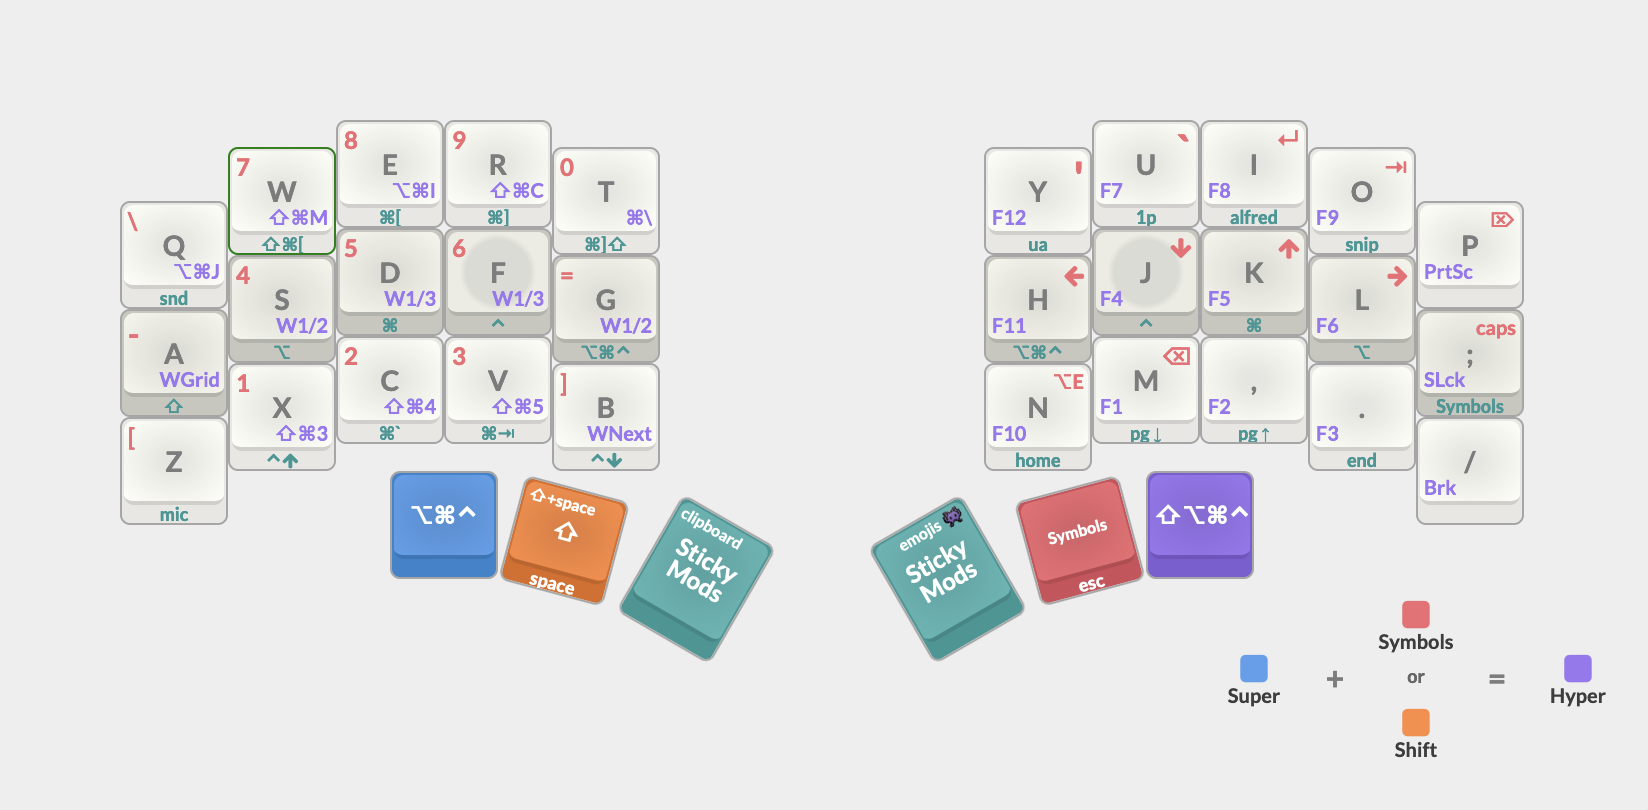 \
Q
⌥⌘J
snd
7
W
⇧⌘M
⇧⌘[
8
E
⌥⌘I
⌘[
9
R
⇧⌘C
⌘]
0
T
⌘\
⌘]⇧
-
A
WGrid
⇧
4
S
W1/2
⌥
5
D
W1/3
⌘
6
F
W1/3
^
=
G
W1/2
⌥⌘^
[
Z
mic
1
X
⇧⌘3
^↑
2
C
⇧⌘4
⌘`
3
V
⇧⌘5
⌘⇥
]
B
WNext
^↓
'
Y
F12
ua
`
U
F7
1p
↵
I
F8
alfred
⇥
O
F9
snip
⌦
P
PrtSc
←
H
F11
⌥⌘^
↓
J
F4
^
↑
K
F5
⌘
→
L
F6
⌥
caps
;
SLck
Symbols
⌥E
N
F10
home
⌫
M
F1
pg↓
,
F2
pg↑
.
F3
end
/
Brk
⌥⌘^
⇧+space
⇧
space
clipboard
Sticky
Mods
emojis
Sticky
Mods
Symbols
esc
⇧⌥⌘^
Symbols
Super
+
or
=
Hyper
Shift